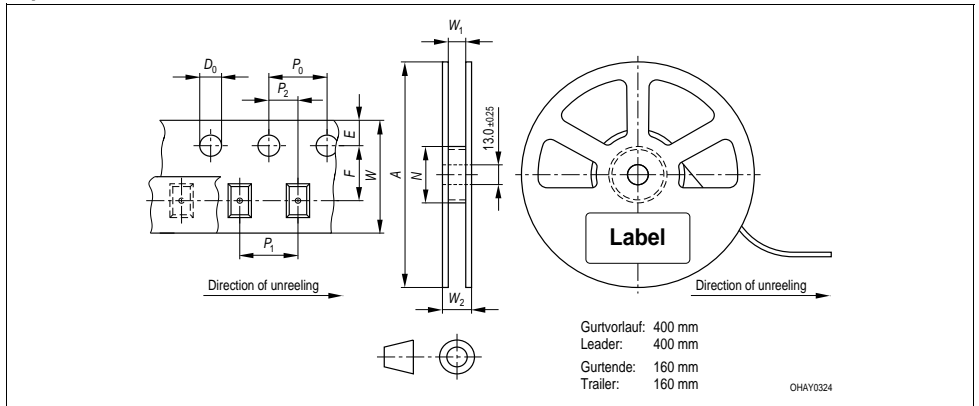 W1
D0
P0
P2
E
F
W
A
N
13.0 ±0.25
Label
P1
W2
Direction of unreeling
Direction of unreeling
Gurtvorlauf: 400 mm
Leader: 400 mm
Gurtende: 160 mm
Trailer: 160 mm
OHAY0324